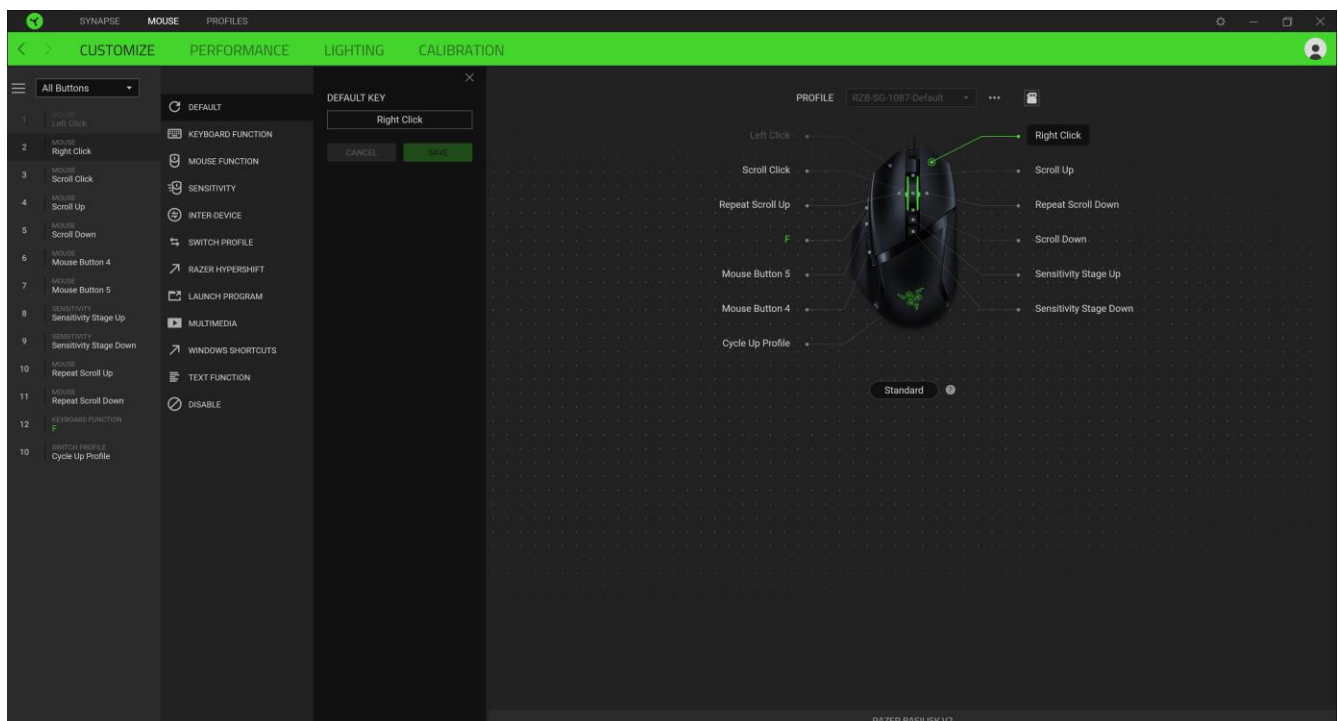 SYNAPSE MOUSE PROFILES
CUSTOMIZE PERFORMANCE LIGHTING CALIBRATION
All Buttons
1 MOUSE
Left Click
2 MOUSE
Right Click
3 MOUSE
Scroll Click
4 MOUSE
Scroll Up
5 MOUSE
Scroll Down
6 MOUSE
Mouse Button 4
7 MOUSE
Mouse Button 5
8 SENSITIVITY
Sensitivity Stage Up
9 SENSITIVITY
Sensitivity Stage Down
10 MOUSE
Repeat Scroll Up
11 MOUSE
Repeat Scroll Down
12 KEYBOARD FUNCTION
F
10 SWITCH PROFILE
Cycle Up Profile
DEFAULT
KEYBOARD FUNCTION
MOUSE FUNCTION
SENSITIVITY
INTER-DEVICE
SWITCH PROFILE
RAZER HYPERSHIFT
LAUNCH PROGRAM
MULTIMEDIA
WINDOWS SHORTCUTS
TEXT FUNCTION
DISABLE
DEFAULT KEY
Right Click
CANCEL SAVE
PROFILE RZB-SG-1087-Default
Left Click
Scroll Click
Repeat Scroll Up
F
Mouse Button 5
Mouse Button 4
Cycle Up Profile
Right Click
Scroll Up
Repeat Scroll Down
Scroll Down
Sensitivity Stage Up
Sensitivity Stage Down
Standard ?
RAZER BASILISK V2